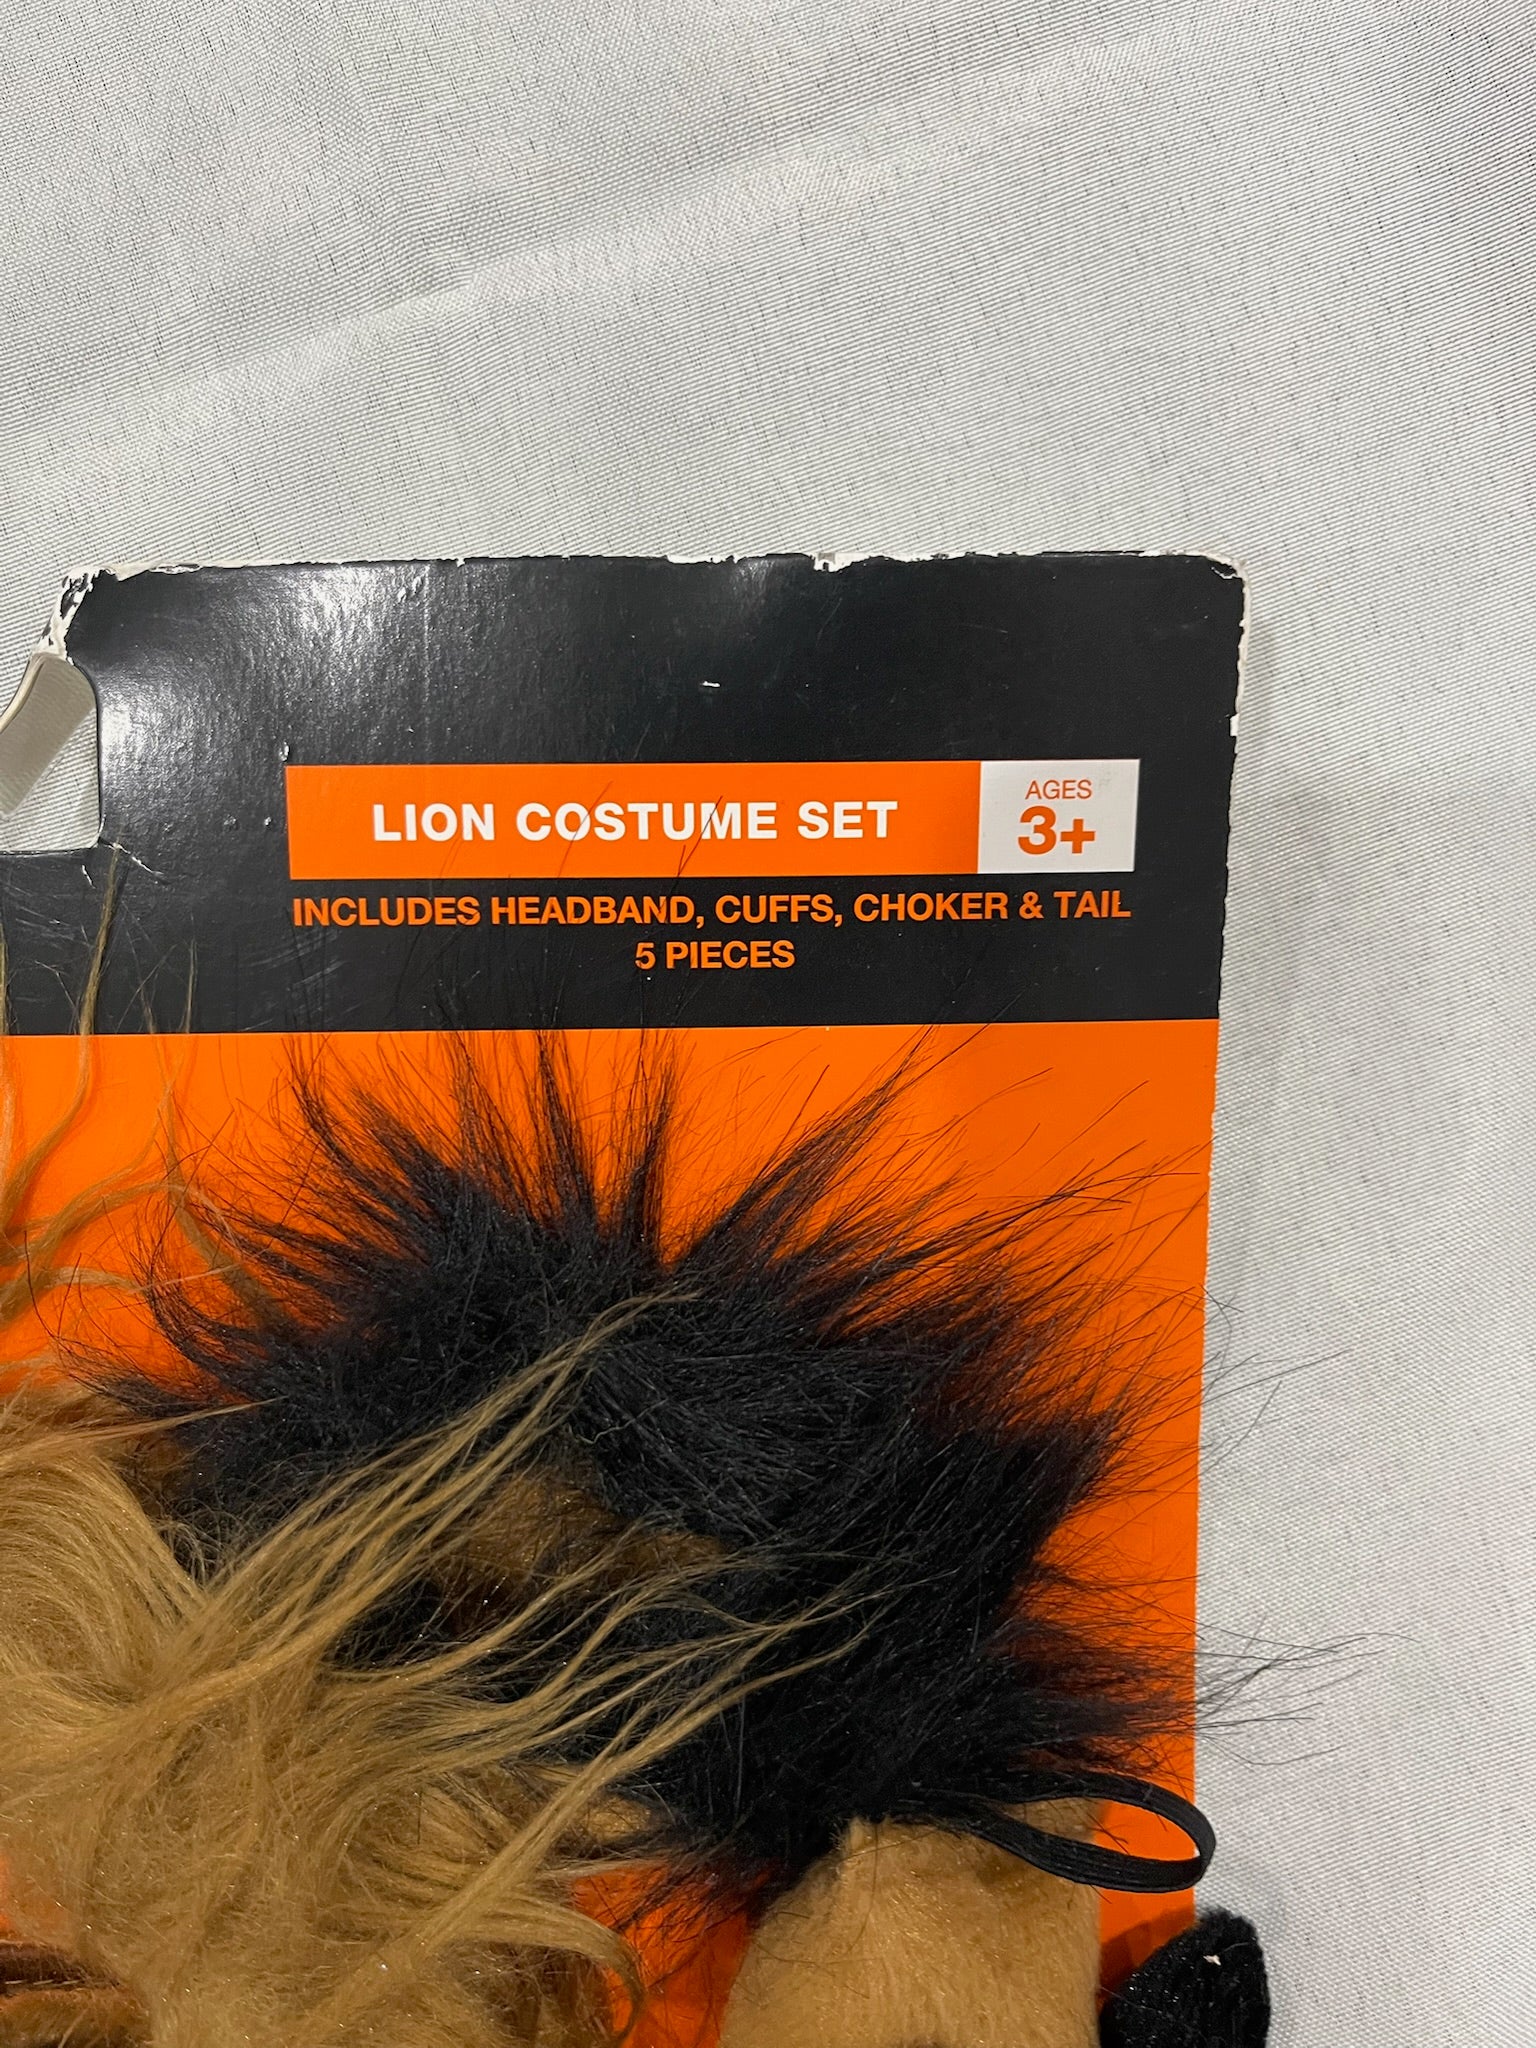 LION COSTUME SET
AGES
3+
INCLUDES HEADBAND, CUFFS, CHOKER & TAIL
5 PIECES